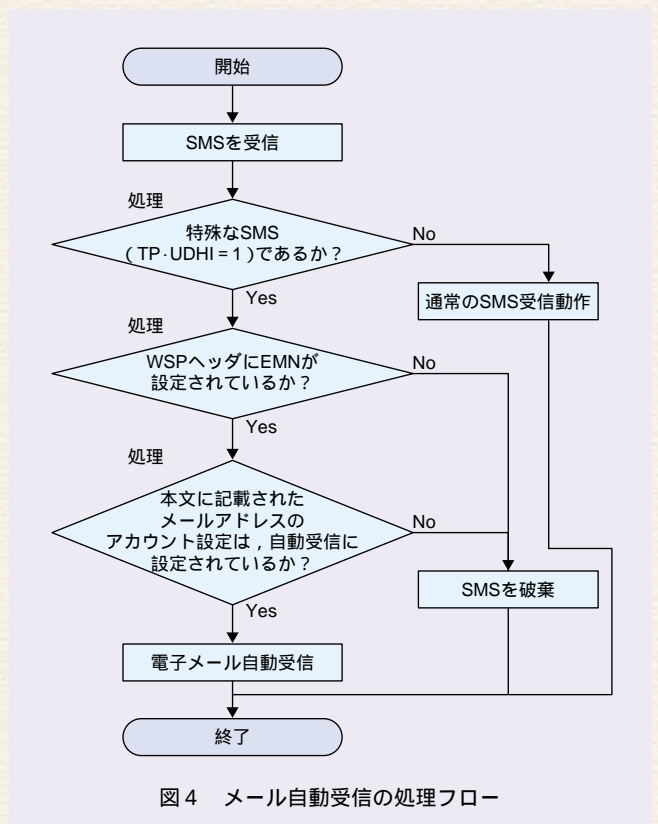 開始
SMSを受信
処理
特殊なSMS
（TP-UDHI＝1）であるか？
No
Yes
通常のSMS受信動作
処理
WSPヘッダにEMNが
設定されているか？
No
Yes
処理
本文に記載された
メールアドレスの
アカウント設定は，自動受信に
設定されているか？
No
Yes
SMSを破棄
電子メール自動受信
終了
図4　メール自動受信の処理フロー